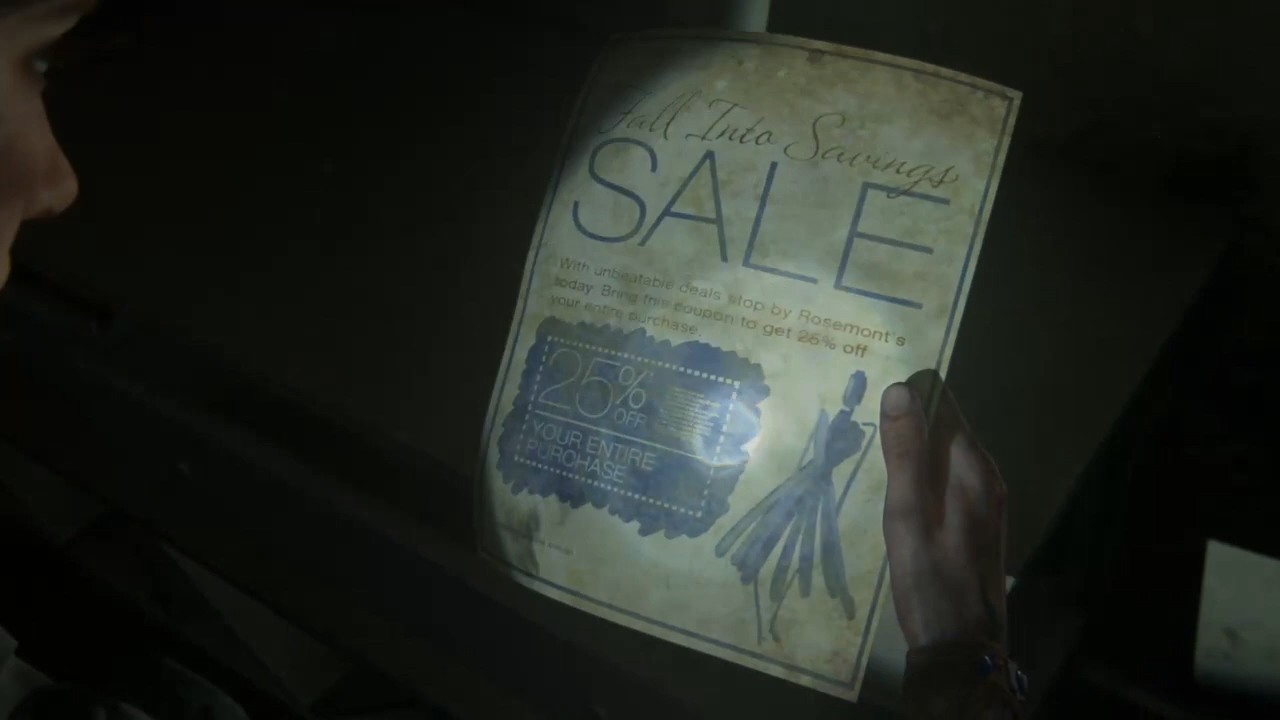 Fall Into Savings
SALE
With unbeatable deals stop by Rosemont's
today. Bring this coupon to get 25% off
your entire purchase.
25%
OFF
YOUR ENTIRE
PURCHASE